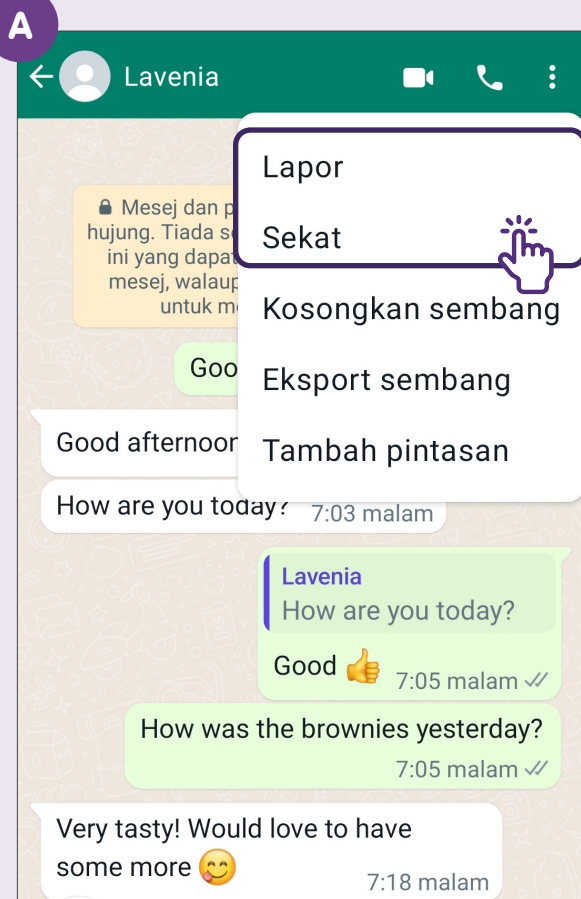 A
Lavenia
Lapor
Sekat
Kosongkan sembang
Eksport sembang
Tambah pintasan
Mesej dan p
hujung. Tiada s
ini yang dapat
mesej, walaup
untuk m
Goo
Good afternoon
How are you today? 7:03 malam
Lavenia
How are you today?
Good 👍 7:05 malam
How was the brownies yesterday?
7:05 malam
Very tasty! Would love to have
some more 😋 7:18 malam